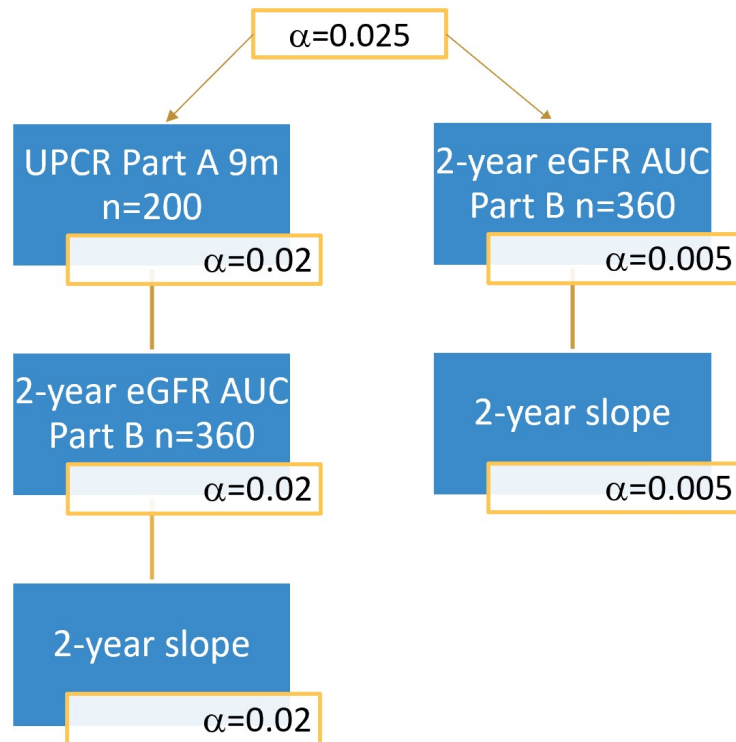 α=0.025
UPCR Part A 9m
n=200
α=0.02
2-year eGFR AUC
Part B n=360
α=0.005
2-year eGFR AUC
Part B n=360
α=0.02
2-year slope
α=0.005
2-year slope
α=0.02